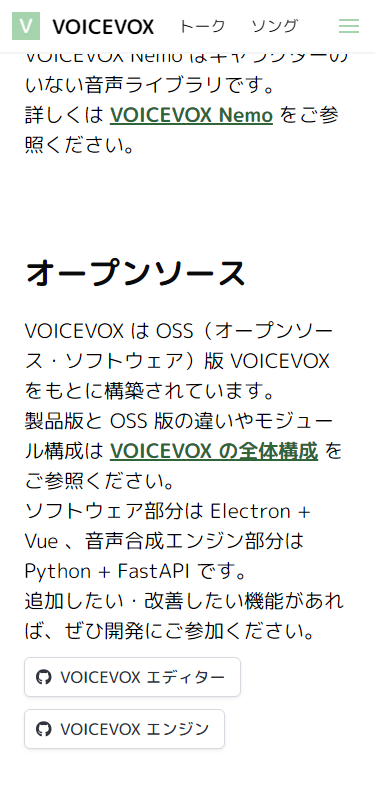 V VOICEVOX トーク ソング
VOICEVOX Nemo はキャラクターの
いない音声ライブラリです。
詳しくは VOICEVOX Nemo をご参
照ください。
オープンソース
VOICEVOX は OSS（オープンソー
ス・ソフトウェア）版 VOICEVOX
をもとに構築されています。
製品版と OSS 版の違いやモジュー
ル構成は VOICEVOX の全体構成 を
ご参照ください。
ソフトウェア部分は Electron +
Vue 、音声合成エンジン部分は
Python + FastAPI です。
追加したい・改善したい機能があれ
ば、ぜひ開発にご参加ください。
VOICEVOX エディター
VOICEVOX エンジン